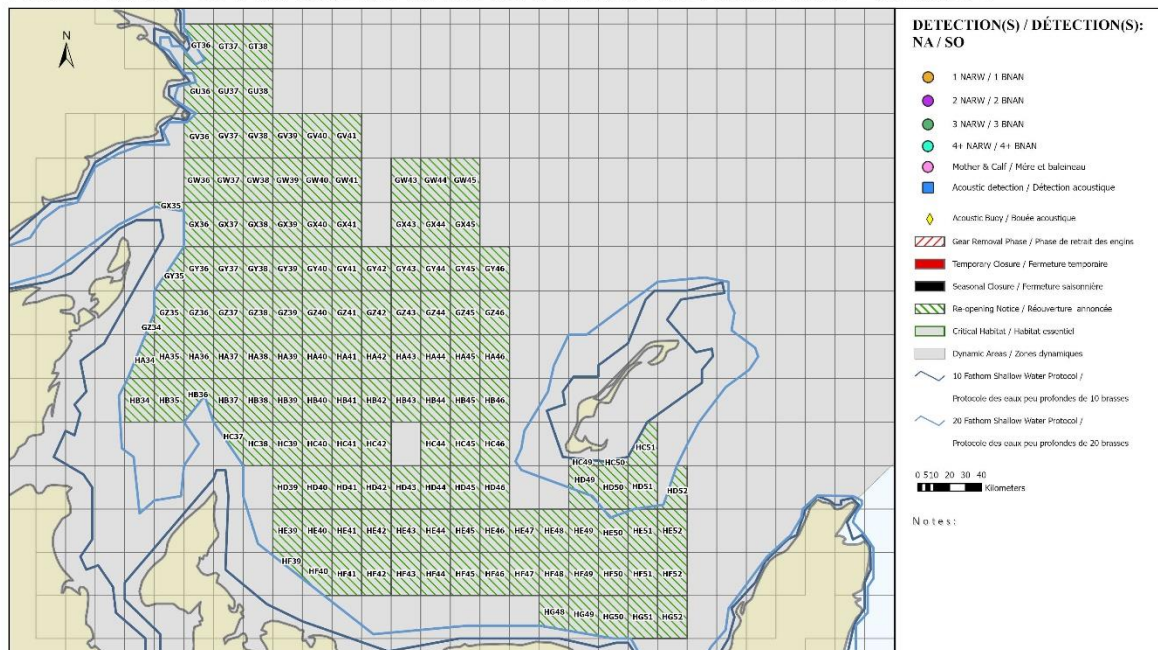 N
GT36 GT37 GT38
GU36 GU37 GU38
GV36 GV37 GV38 GV39 GV40 GV41
GW36 GW37 GW38 GW39 GW40 GW41 GW43 GW44 GW45
GX35
GX36 GX37 GX38 GX39 GX40 GX41 GX43 GX44 GX45
GY35 GY36 GY37 GY38 GY39 GY40 GY41 GY42 GY43 GY44 GY45 GY46
GZ34 GZ35 GZ36 GZ37 GZ38 GZ39 GZ40 GZ41 GZ42 GZ43 GZ44 GZ45 GZ46
HA34 HA35 HA36 HA37 HA38 HA39 HA40 HA41 HA42 HA43 HA44 HA45 HA46
HB34 HB35 HB36 HB37 HB38 HB39 HB40 HB41 HB42 HB43 HB44 HB45 HB46
HC37 HC38 HC39 HC40 HC41 HC42 HC44 HC45 HC46 HC49 HC50 HC51
HD39 HD40 HD41 HD42 HD43 HD44 HD45 HD46 HD49 HD50 HD51 HD52
HE39 HE40 HE41 HE42 HE43 HE44 HE45 HE46 HE47 HE48 HE49 HE50 HE51 HE52
HF39 HF40 HF41 HF42 HF43 HF44 HF45 HF46 HF47 HF48 HF49 HF50 HF51 HF52
HG48 HG49 HG50 HG51 HG52
DETECTION(S) / DÉTECTION(S):
NA / SO
1 NARW / 1 BNAN
2 NARW / 2 BNAN
3 NARW / 3 BNAN
4+ NARW / 4+ BNAN
Mother & Calf / Mère et baleineau
Acoustic detection / Détection acoustique
Acoustic Buoy / Bouée acoustique
Gear Removal Phase / Phase de retrait des engins
Temporary Closure / Fermeture temporaire
Seasonal Closure / Fermeture saisonnière
Re-opening Notice / Réouverture annoncée
Critical Habitat / Habitat essentiel
Dynamic Areas / Zones dynamiques
10 Fathom Shallow Water Protocol /
Protocole des eaux peu profondes de 10 brasses
20 Fathom Shallow Water Protocol /
Protocole des eaux peu profondes de 20 brasses
0 5 10 20 30 40
Kilometers
Notes: